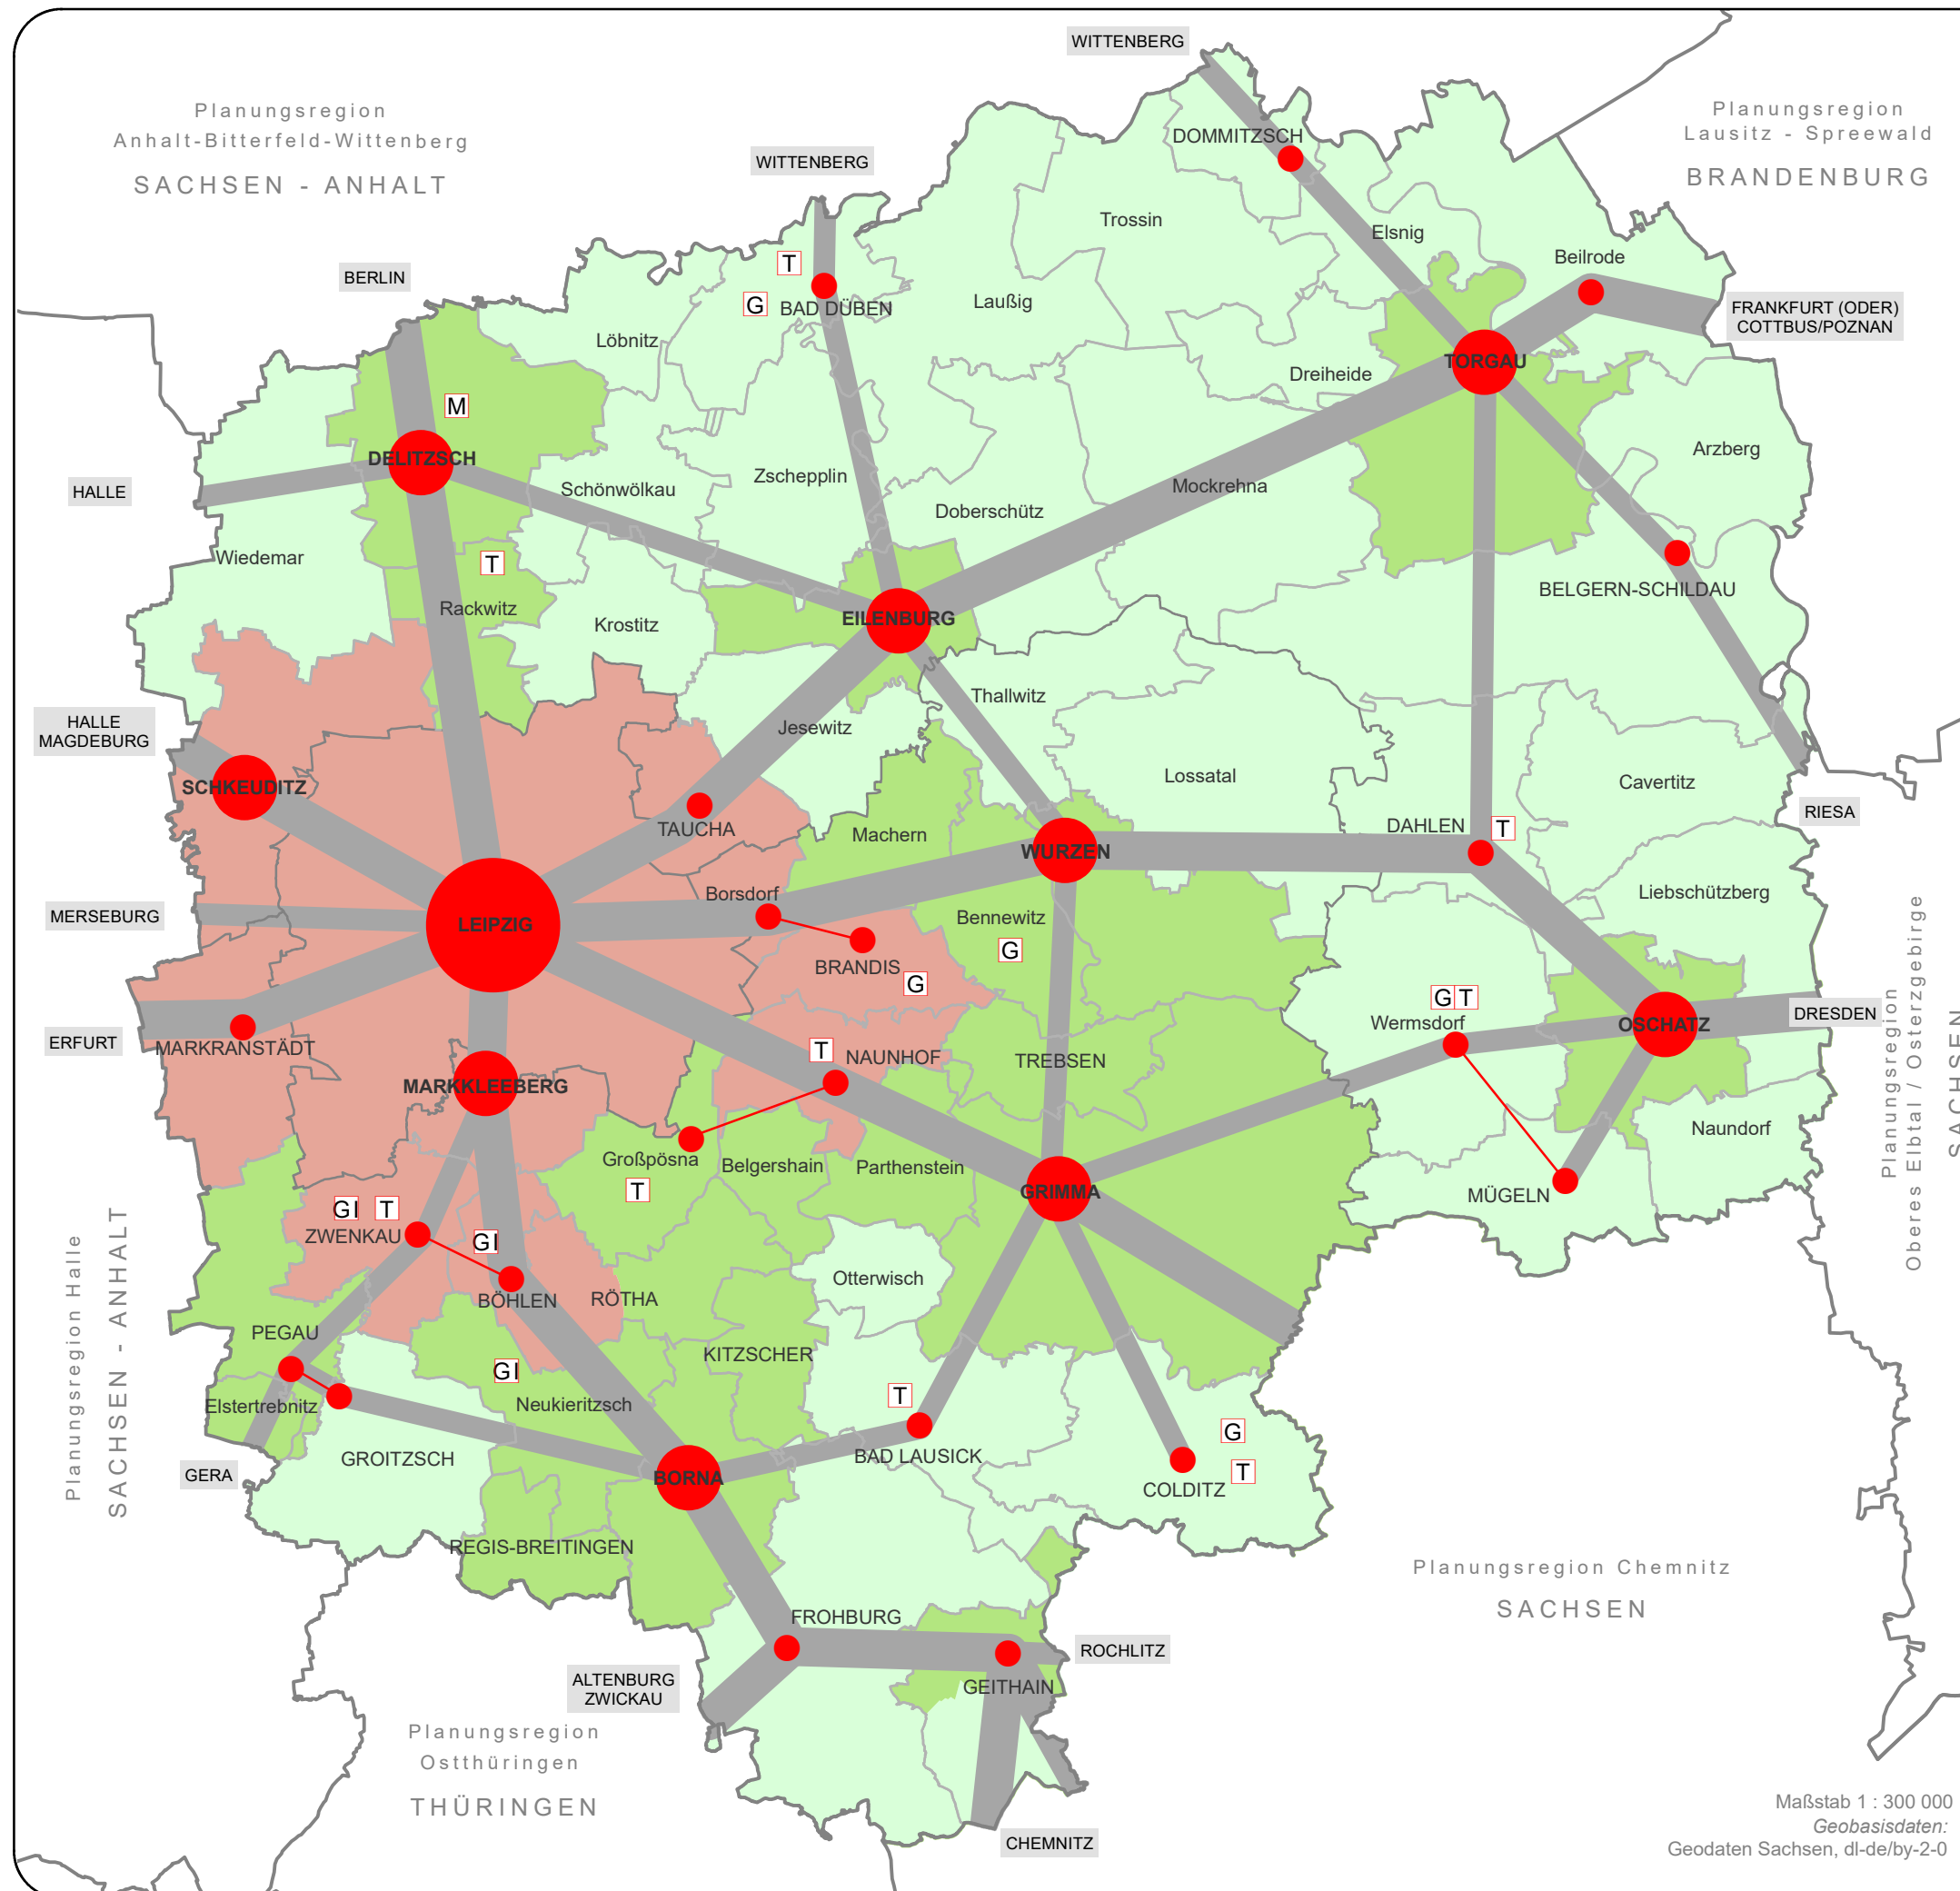 WITTENBERG
Planungsregion
Anhalt-Bitterfeld-Wittenberg
SACHSEN - ANHALT
Planungsregion
Lausitz - Spreewald
BRANDENBURG
DOMMITZSCH
WITTENBERG
Trossin
Elsnig
Beilrode
BERLIN
T
G
BAD DÜBEN
Laußig
FRANKFURT (ODER)
COTTBUS/POZNAN
Löbnitz
TORGAU
Dreiheide
M
DELITZSCH
Arzberg
HALLE
Schönwölkau
Zschepplin
Mockrehna
Doberschütz
Wiedemar
T
BELGERN-SCHILDAU
Rackwitz
EILENBURG
Krostitz
Thallwitz
HALLE
MAGDEBURG
Jesewitz
Lossatal
Cavertitz
SCHKEUDITZ
RIESA
TAUCHA
Machern
DAHLEN
T
WURZEN
Borsdorf
Liebschützberg
MERSEBURG
LEIPZIG
Bennewitz
G
BRANDIS
G
G
T
Wermsdorf
DRESDEN
OSCHATZ
ERFURT
MARKRANSTÄDT
T
NAUNHOF
TREBSEN
MARKKLEEBERG
Planungsregion
Oberes Elbtal / Osterzgebirge
SACHSEN
Naundorf
Großpösna
Belgershain
Parthenstein
T
GRIMMA
MÜGELN
GI
T
ZWENKAU
GI
Otterwisch
BÖHLEN
RÖTHA
PEGAU
KITZSCHER
GI
Elstertrebnitz
Neukieritzsch
T
Planungsregion Halle
SACHSEN - ANHALT
GROITZSCH
BAD LAUSICK
G
T
COLDITZ
GERA
BORNA
REGIS-BREITINGEN
Planungsregion Chemnitz
SACHSEN
FROHBURG
ROCHLITZ
ALTENBURG
ZWICKAU
GEITHAIN
Planungsregion
Ostthüringen
THÜRINGEN
CHEMNITZ
Maßstab 1 : 300 000
Geobasisdaten:
Geodaten Sachsen, dl-de/by-2-0